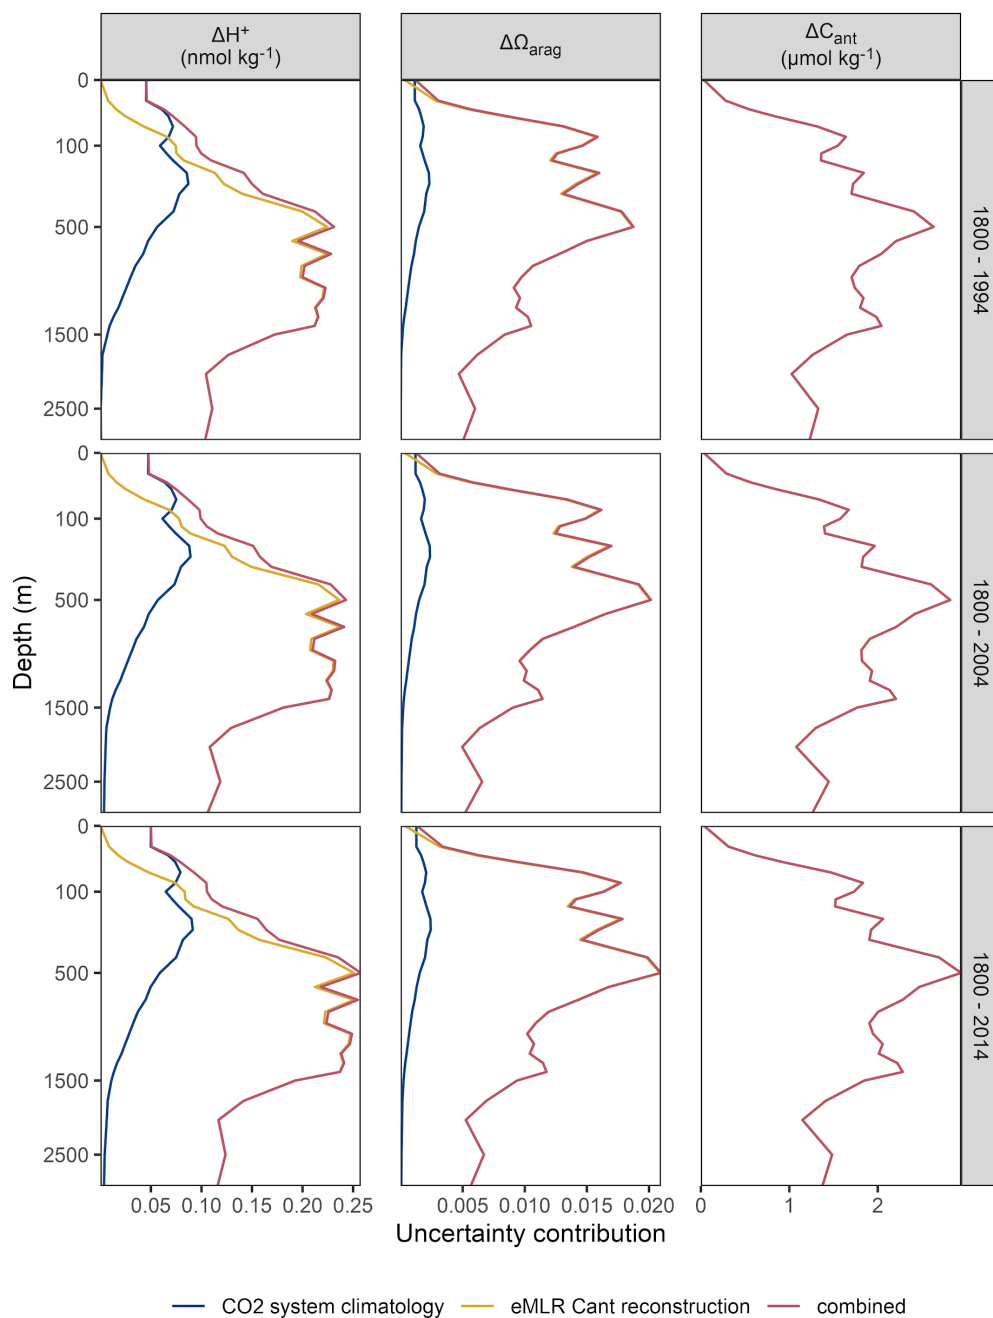 ΔH⁺
(nmol kg⁻¹)
ΔΩarag
ΔCant
(μmol kg⁻¹)
0
100
500
1500
2500
1800 - 1994
0
100
500
1500
2500
1800 - 2004
0
100
500
1500
2500
1800 - 2014
Depth (m)
0.05 0.10 0.15 0.20 0.25
0.005 0.010 0.015 0.020
0 1 2
Uncertainty contribution
CO2 system climatology eMLR Cant reconstruction combined